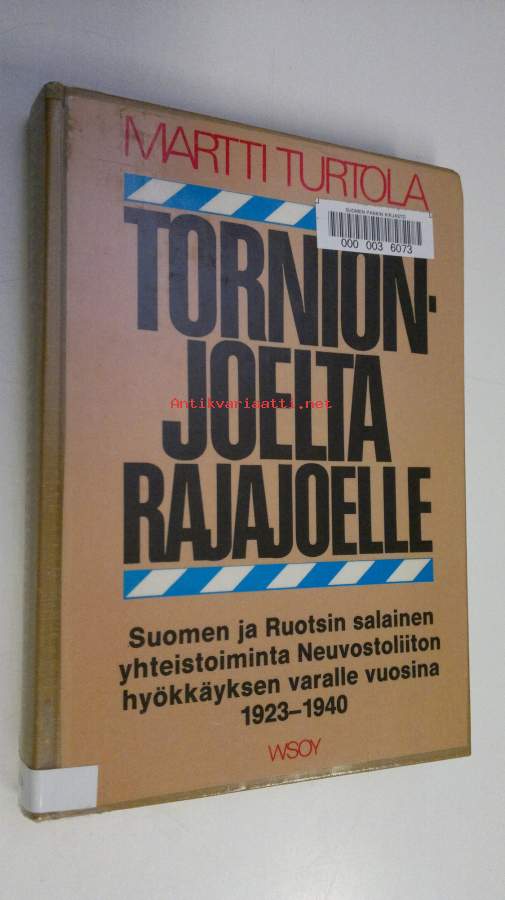 MARTTI TURTOLA
SUOMEN PANKIN KIRJASTO
000 003 6073
TORNION-
JOELTA
Antikvariaatti.net
RAJAJOELLE
Suomen ja Ruotsin salainen
yhteistoiminta Neuvostoliiton
hyökkäyksen varalle vuosina
1923–1940
WSOY